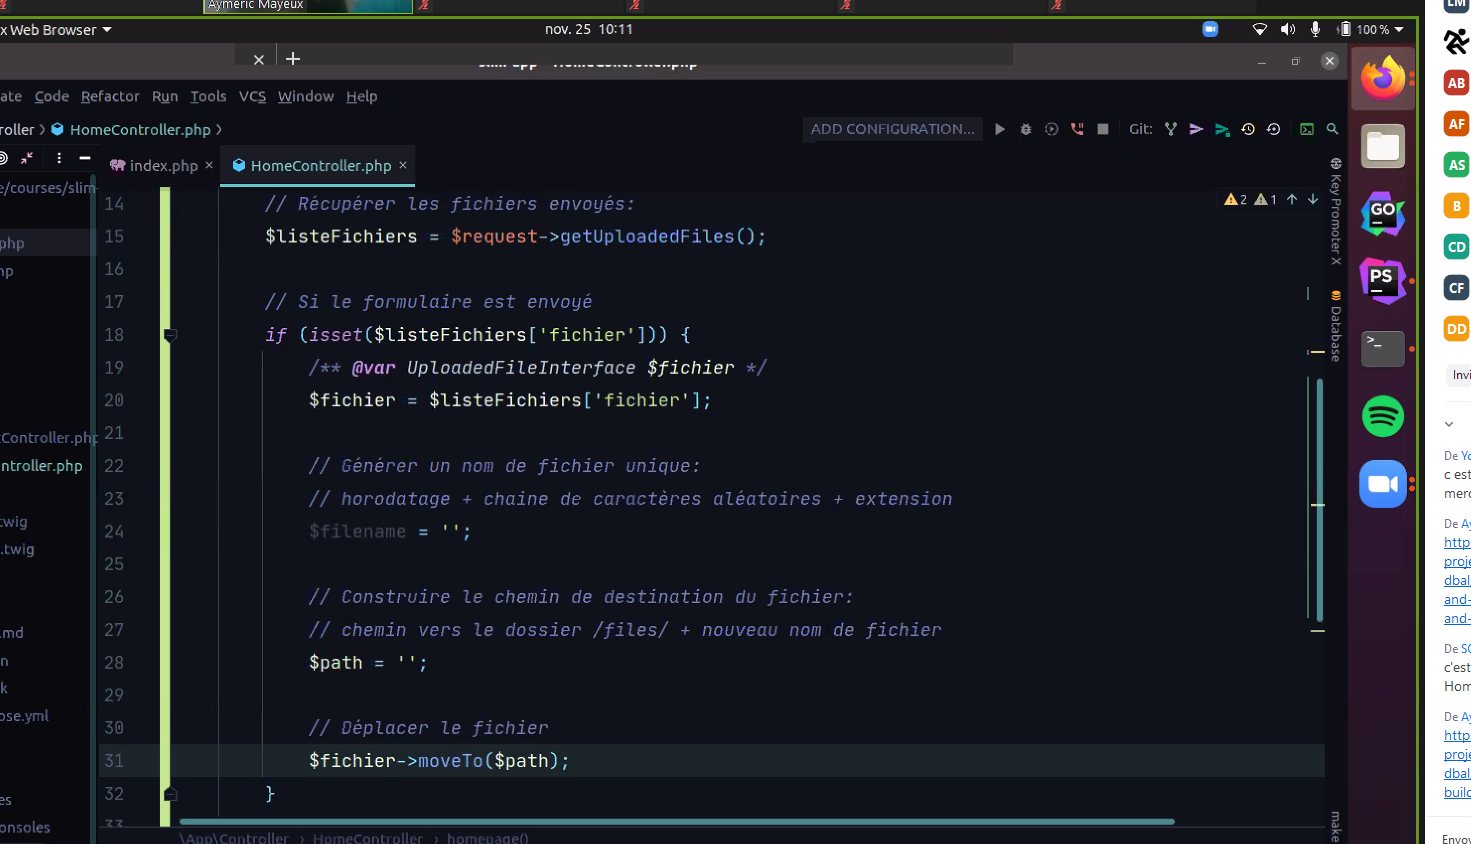 Aymeric Mayeux
x Web Browser
nov. 25 10:11
100 %
HomeController.php
ate Code Refactor Run Tools VCS Window Help
roller HomeController.php
ADD CONFIGURATION...
Git:
index.php
HomeController.php
e/courses/slim-
php
hp
tController.php
ntroller.php
twig
.twig
.md
n
k
ose.yml
es
onsoles
2 1
14 // Récupérer les fichiers envoyés:
15 $listeFichiers = $request->getUploadedFiles();
16
17 // Si le formulaire est envoyé
18 if (isset($listeFichiers['fichier'])) {
19 /** @var UploadedFileInterface $fichier */
20 $fichier = $listeFichiers['fichier'];
21
22 // Générer un nom de fichier unique:
23 // horodatage + chaine de caractères aléatoires + extension
24 $filename = '';
25
26 // Construire le chemin de destination du fichier:
27 // chemin vers le dossier /files/ + nouveau nom de fichier
28 $path = '';
29
30 // Déplacer le fichier
31 $fichier->moveTo($path);
32 }
33
\App\Controller › HomeController › homepage()
Key Promoter X
Database
make
GO
PS
LM
AB
AF
AS
B
CD
CF
DD
Invi
De Yo
c est
merc
De Ay
http
proje
dbal
and-
and-
De SC
c'est
Hom
De Ay
http
proje
dbal
build
Envoy